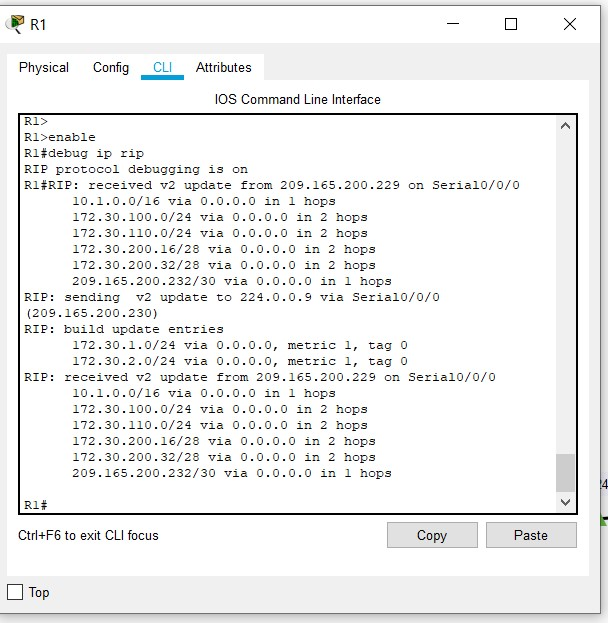 R1
Physical Config CLI Attributes
IOS Command Line Interface
R1>
R1>enable
R1#debug ip rip
RIP protocol debugging is on
R1#RIP: received v2 update from 209.165.200.229 on Serial0/0/0
10.1.0.0/16 via 0.0.0.0 in 1 hops
172.30.100.0/24 via 0.0.0.0 in 2 hops
172.30.110.0/24 via 0.0.0.0 in 2 hops
172.30.200.16/28 via 0.0.0.0 in 2 hops
172.30.200.32/28 via 0.0.0.0 in 2 hops
209.165.200.232/30 via 0.0.0.0 in 1 hops
RIP: sending  v2 update to 224.0.0.9 via Serial0/0/0
(209.165.200.230)
RIP: build update entries
172.30.1.0/24 via 0.0.0.0, metric 1, tag 0
172.30.2.0/24 via 0.0.0.0, metric 1, tag 0
RIP: received v2 update from 209.165.200.229 on Serial0/0/0
10.1.0.0/16 via 0.0.0.0 in 1 hops
172.30.100.0/24 via 0.0.0.0 in 2 hops
172.30.110.0/24 via 0.0.0.0 in 2 hops
172.30.200.16/28 via 0.0.0.0 in 2 hops
172.30.200.32/28 via 0.0.0.0 in 2 hops
209.165.200.232/30 via 0.0.0.0 in 1 hops
R1#
Ctrl+F6 to exit CLI focus
Copy Paste
Top